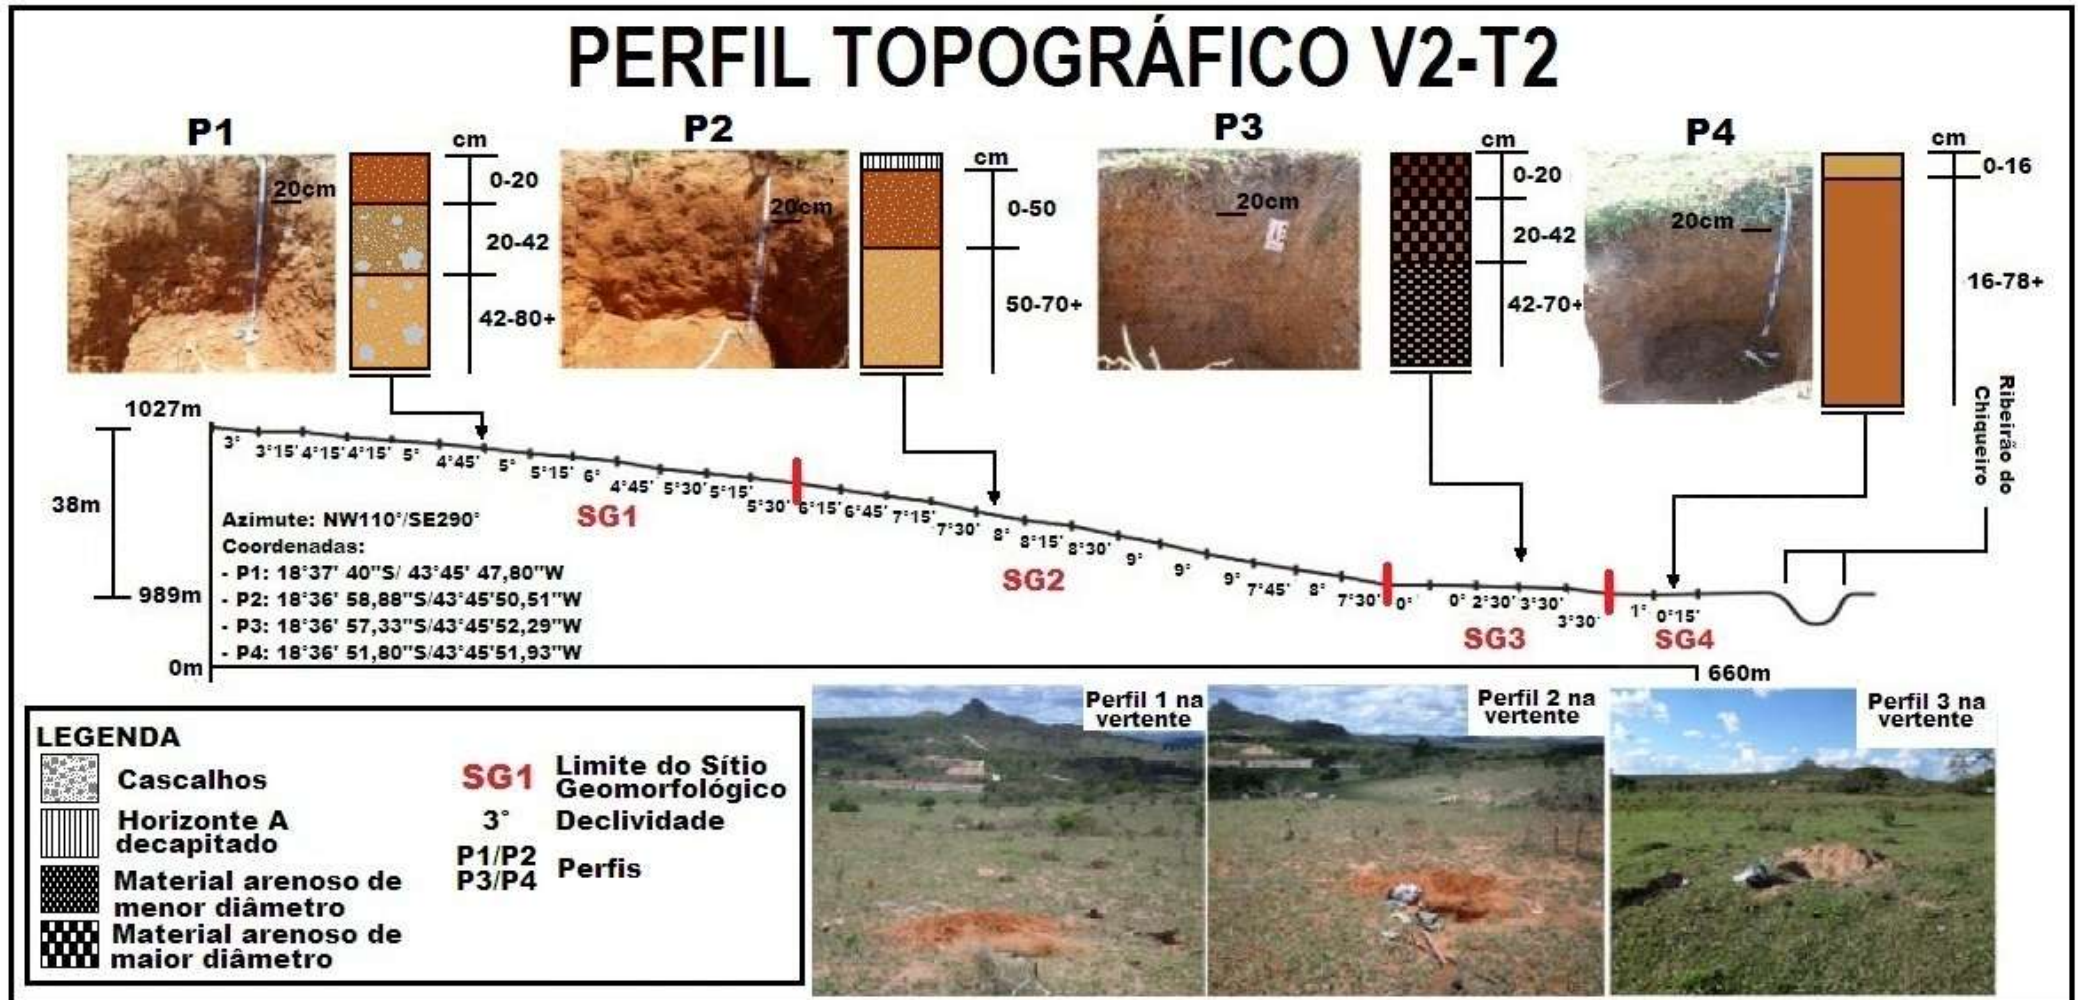 PERFIL TOPOGRÁFICO V2-T2
P1
20cm
cm
0-20
20-42
42-80+
P2
20cm
cm
0-50
50-70+
P3
20cm
cm
0-20
20-42
42-70+
P4
20cm
cm
0-16
16-78+
Ribeirão do
Chiqueiro
1027m
38m
989m
0m
3° 3°15' 4°15' 4°15' 5° 4°45' 5° 5°15' 6° 4°45' 5°30' 5°15' 5°30' 6°15' 6°45' 7°15' 7°30' 8° 8°15' 8°30' 9° 9° 9° 7°45' 8° 7°30' 0° 0° 2°30' 3°30' 3°30' 1° 0°15'
SG1
SG2
SG3
SG4
660m
Azimute: NW110°/SE290°
Coordenadas:
- P1: 18°37' 40"S/ 43°45' 47,80"W
- P2: 18°36' 58,88"S/43°45'50,51"W
- P3: 18°36' 57,33"S/43°45'52,29"W
- P4: 18°36' 51,80"S/43°45'51,93"W
LEGENDA
Cascalhos
Horizonte A
decapitado
Material arenoso de
menor diâmetro
Material arenoso de
maior diâmetro
SG1 Limite do Sítio
Geomorfológico
3° Declividade
P1/P2
P3/P4
Perfis
Perfil 1 na
vertente
Perfil 2 na
vertente
Perfil 3 na
vertente